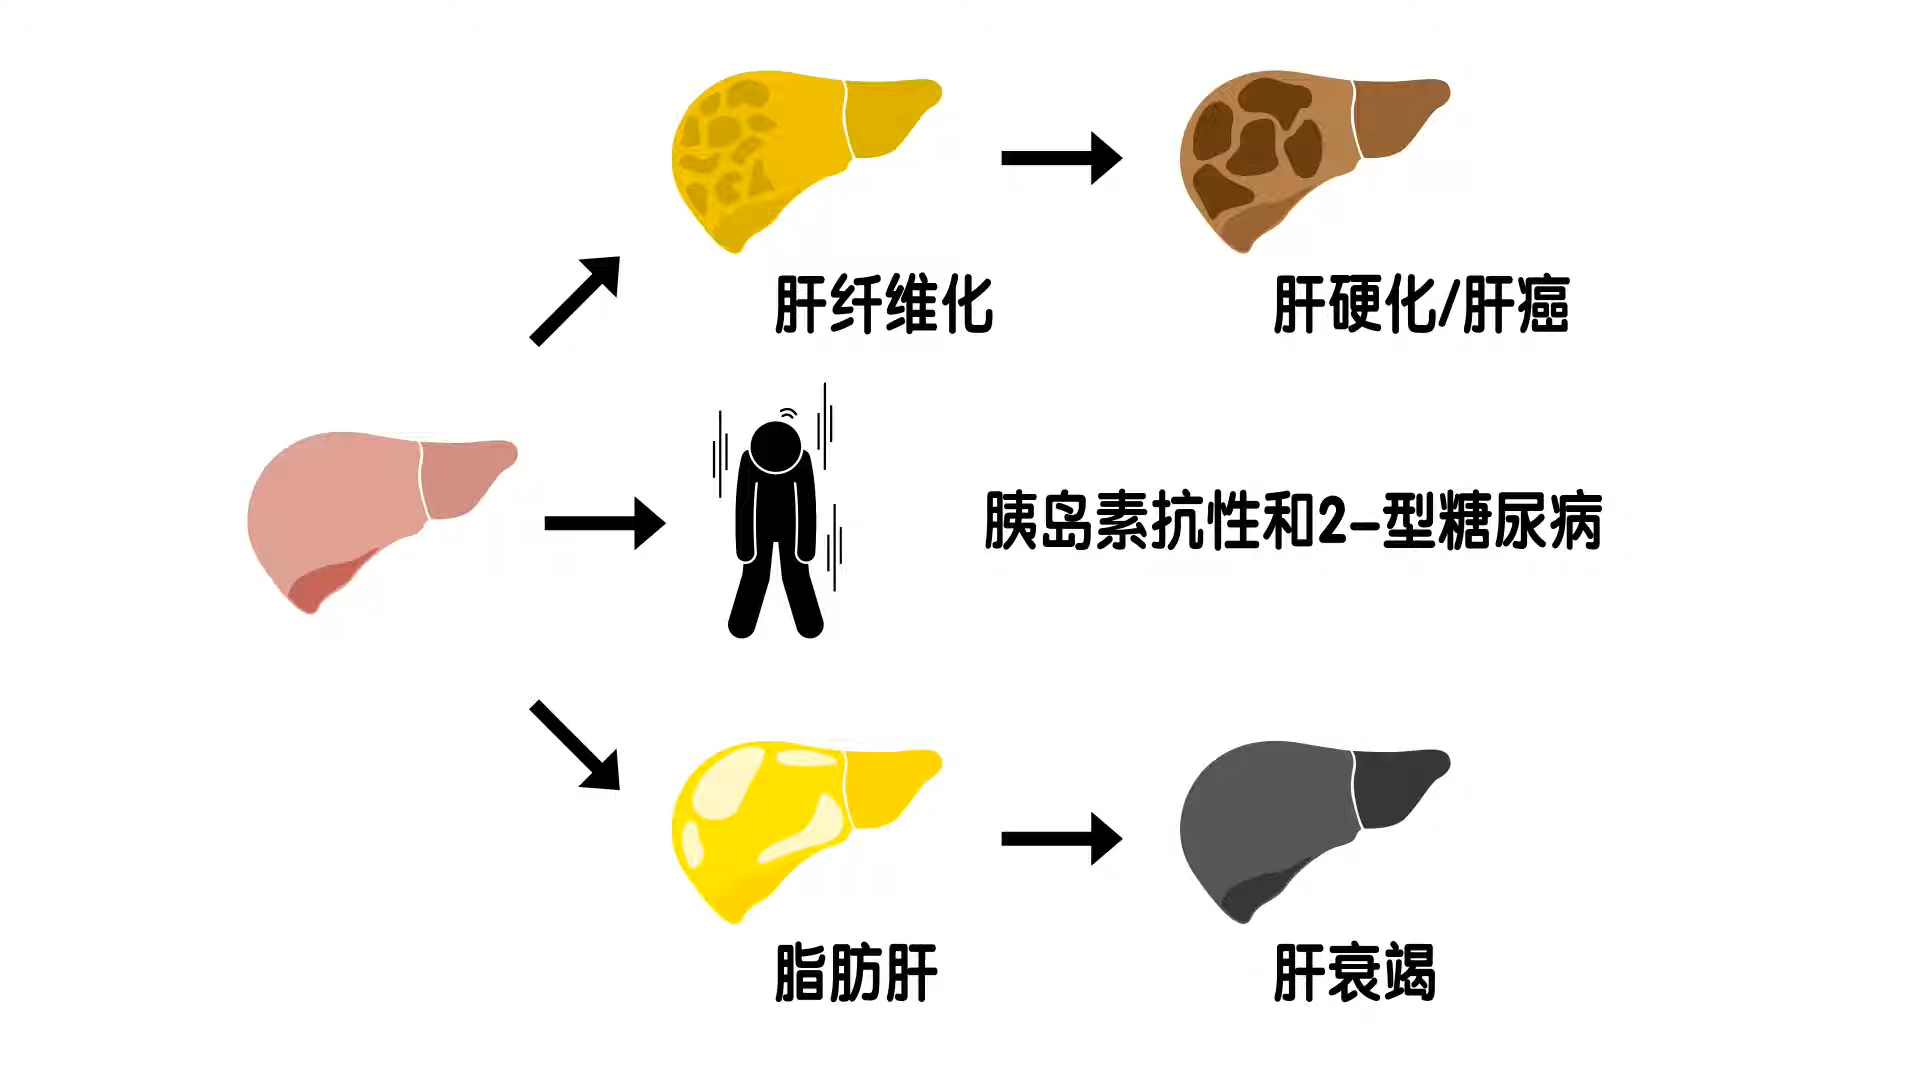 肝纤维化
肝硬化/肝癌
胰岛素抗性和2-型糖尿病
脂肪肝
肝衰竭